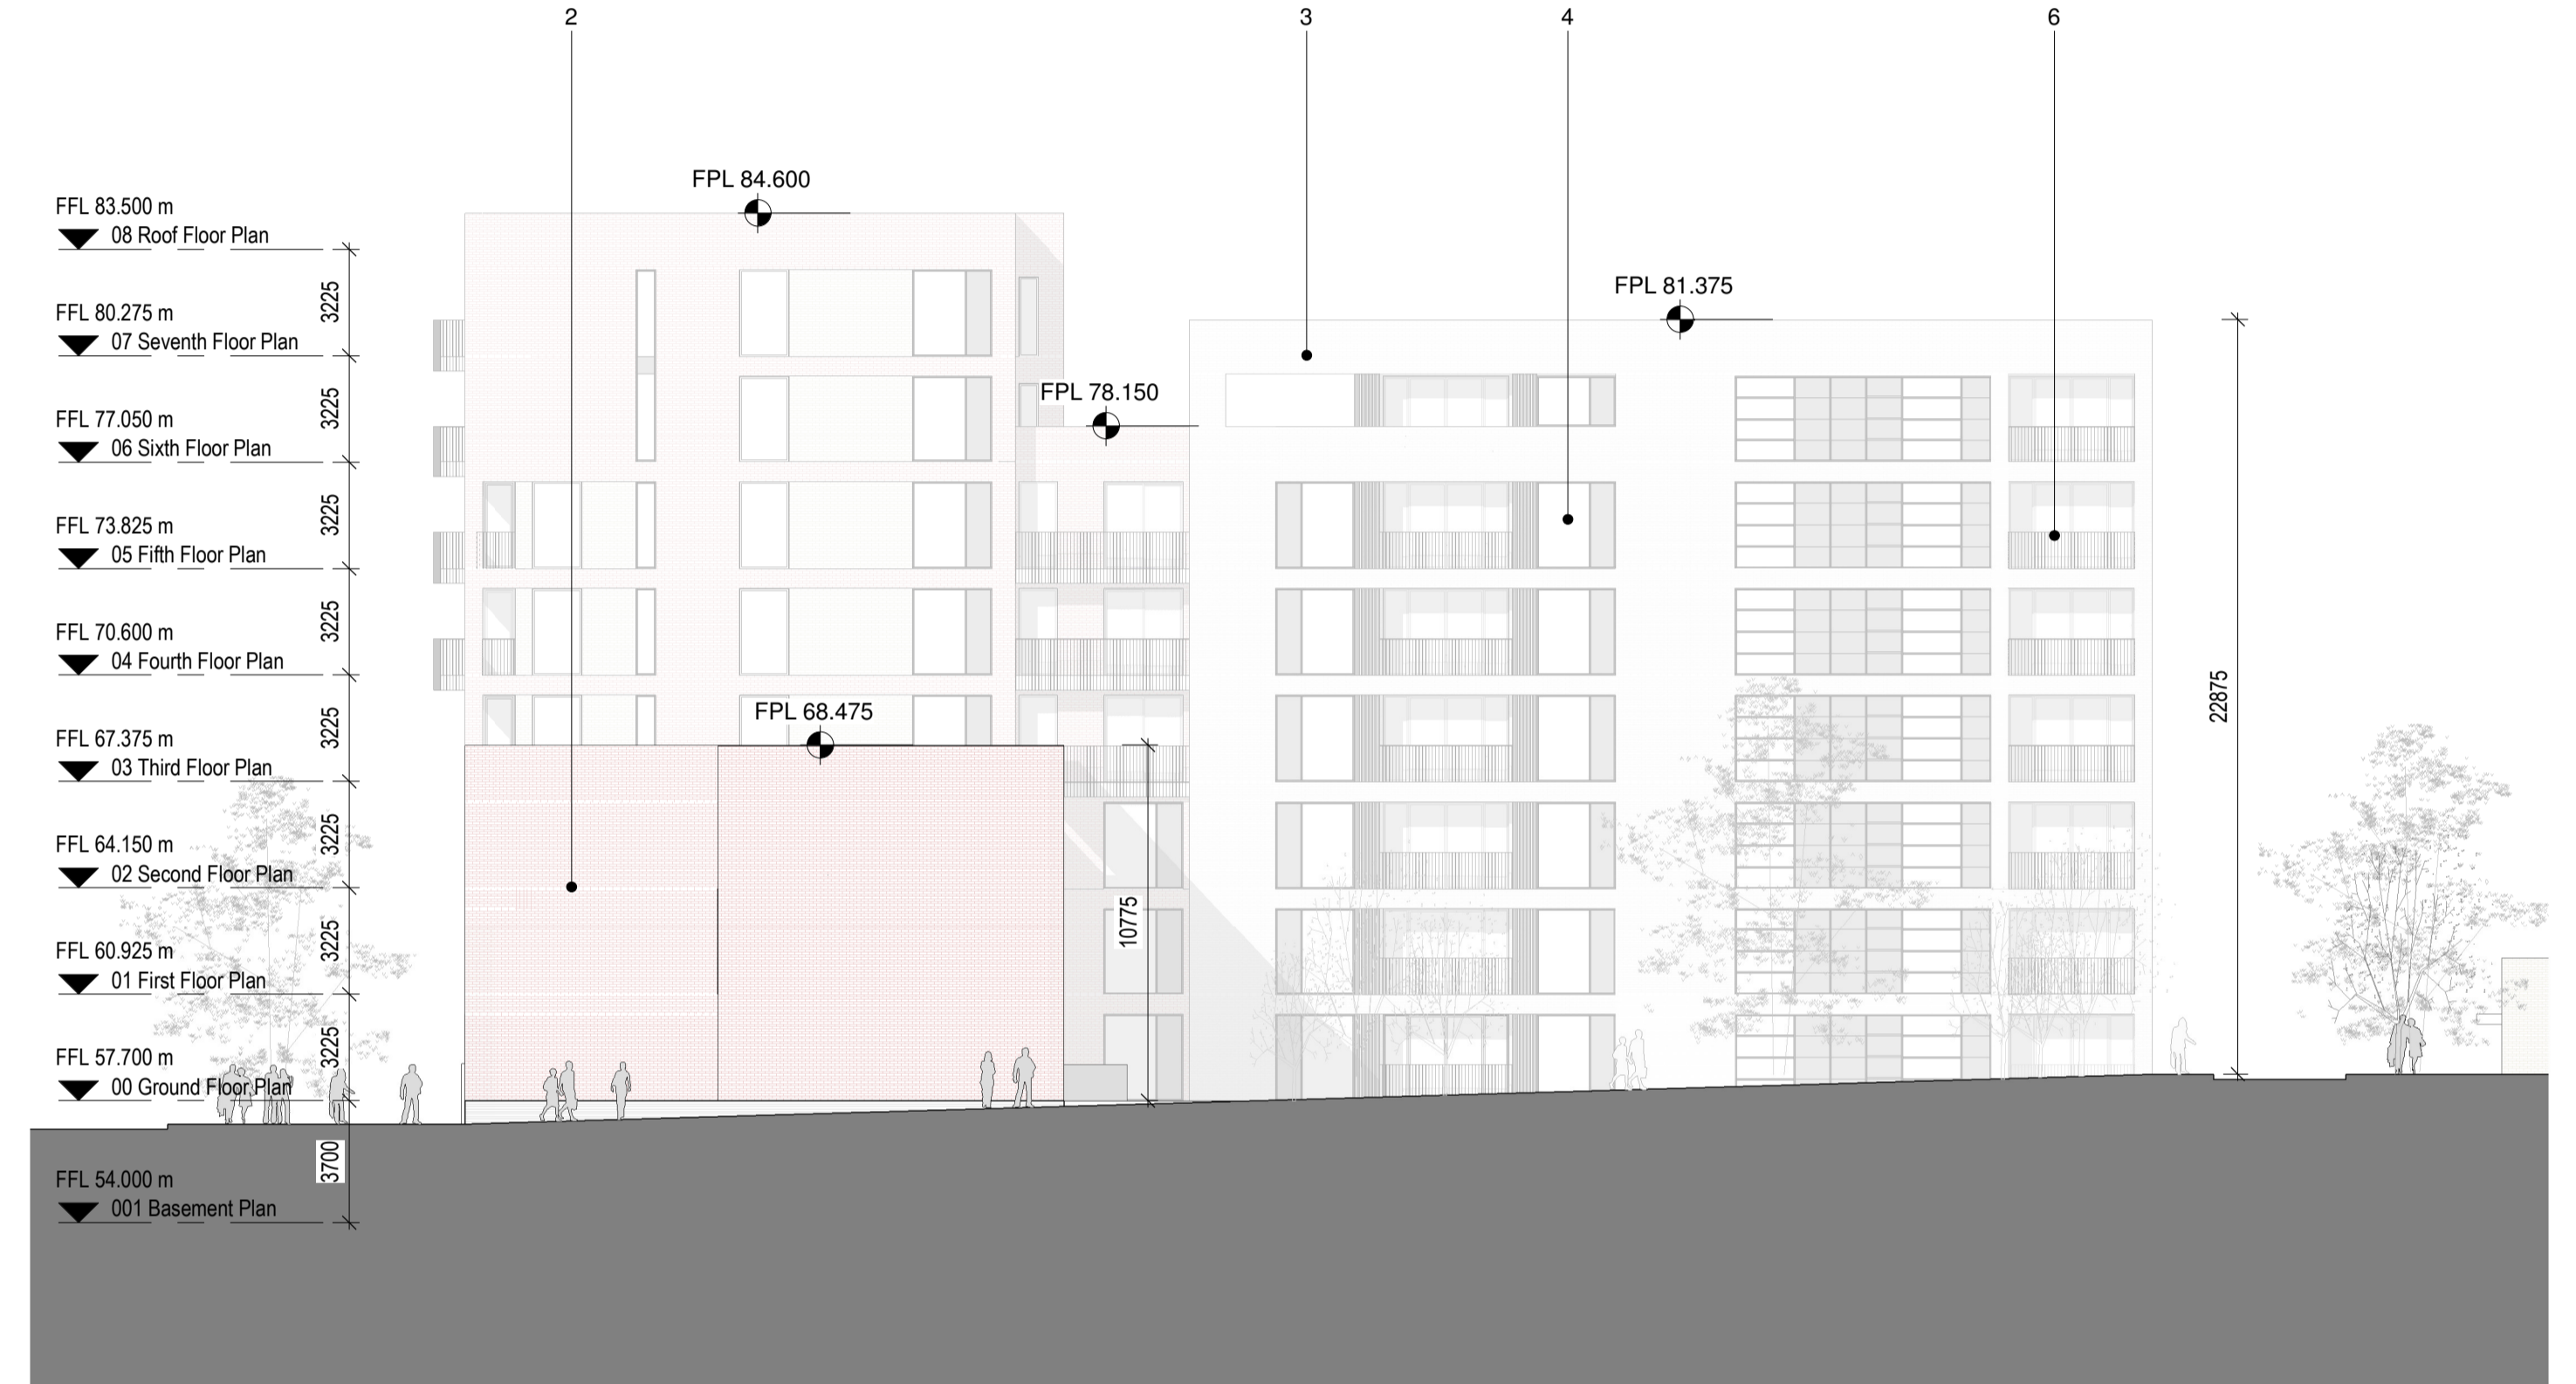 2
3
4
6
FPL 84.600
FFL 83.500 m
08 Roof Floor Plan
3225
FPL 81.375
FFL 80.275 m
07 Seventh Floor Plan
3225
FPL 78.150
FFL 77.050 m
06 Sixth Floor Plan
3225
FFL 73.825 m
05 Fifth Floor Plan
3225
FFL 70.600 m
04 Fourth Floor Plan
22875
3225
FPL 68.475
FFL 67.375 m
03 Third Floor Plan
3225
FFL 64.150 m
02 Second Floor Plan
10775
3225
FFL 60.925 m
01 First Floor Plan
3225
FFL 57.700 m
00 Ground Floor Plan
3700
FFL 54.000 m
001 Basement Plan